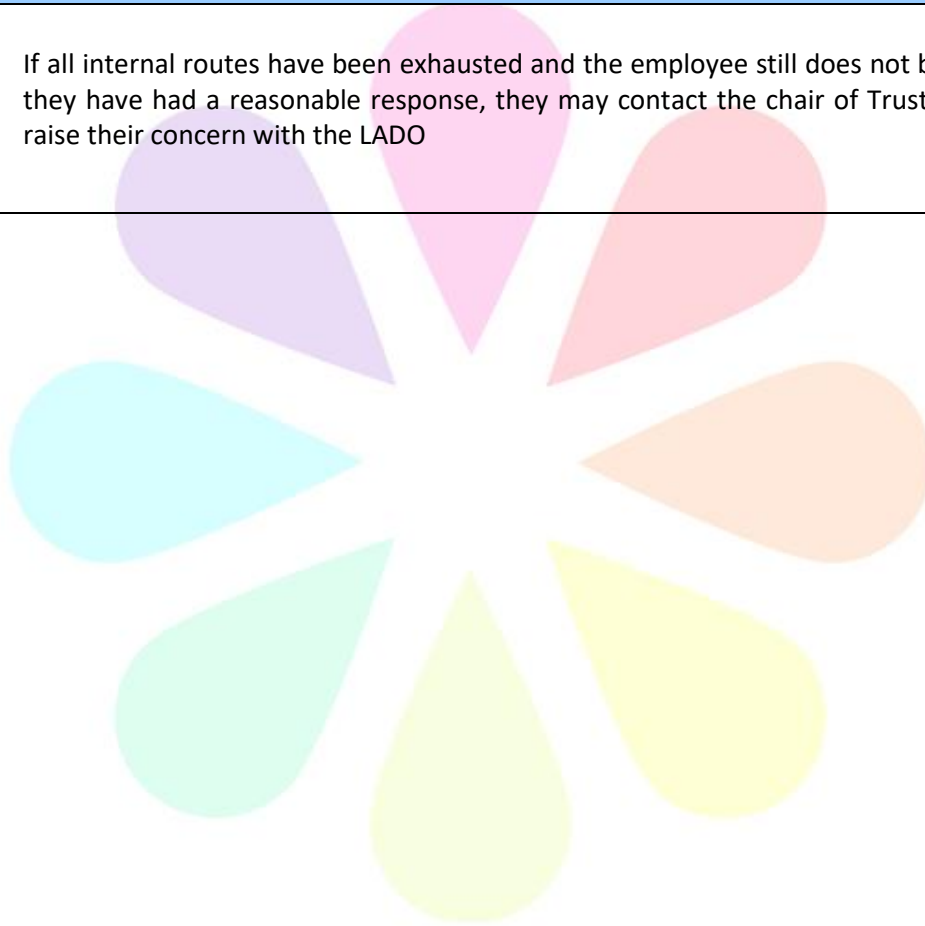 If all internal routes have been exhausted and the employee still does not
they have had a reasonable response, they may contact the chair of
raise their concern with the LADO